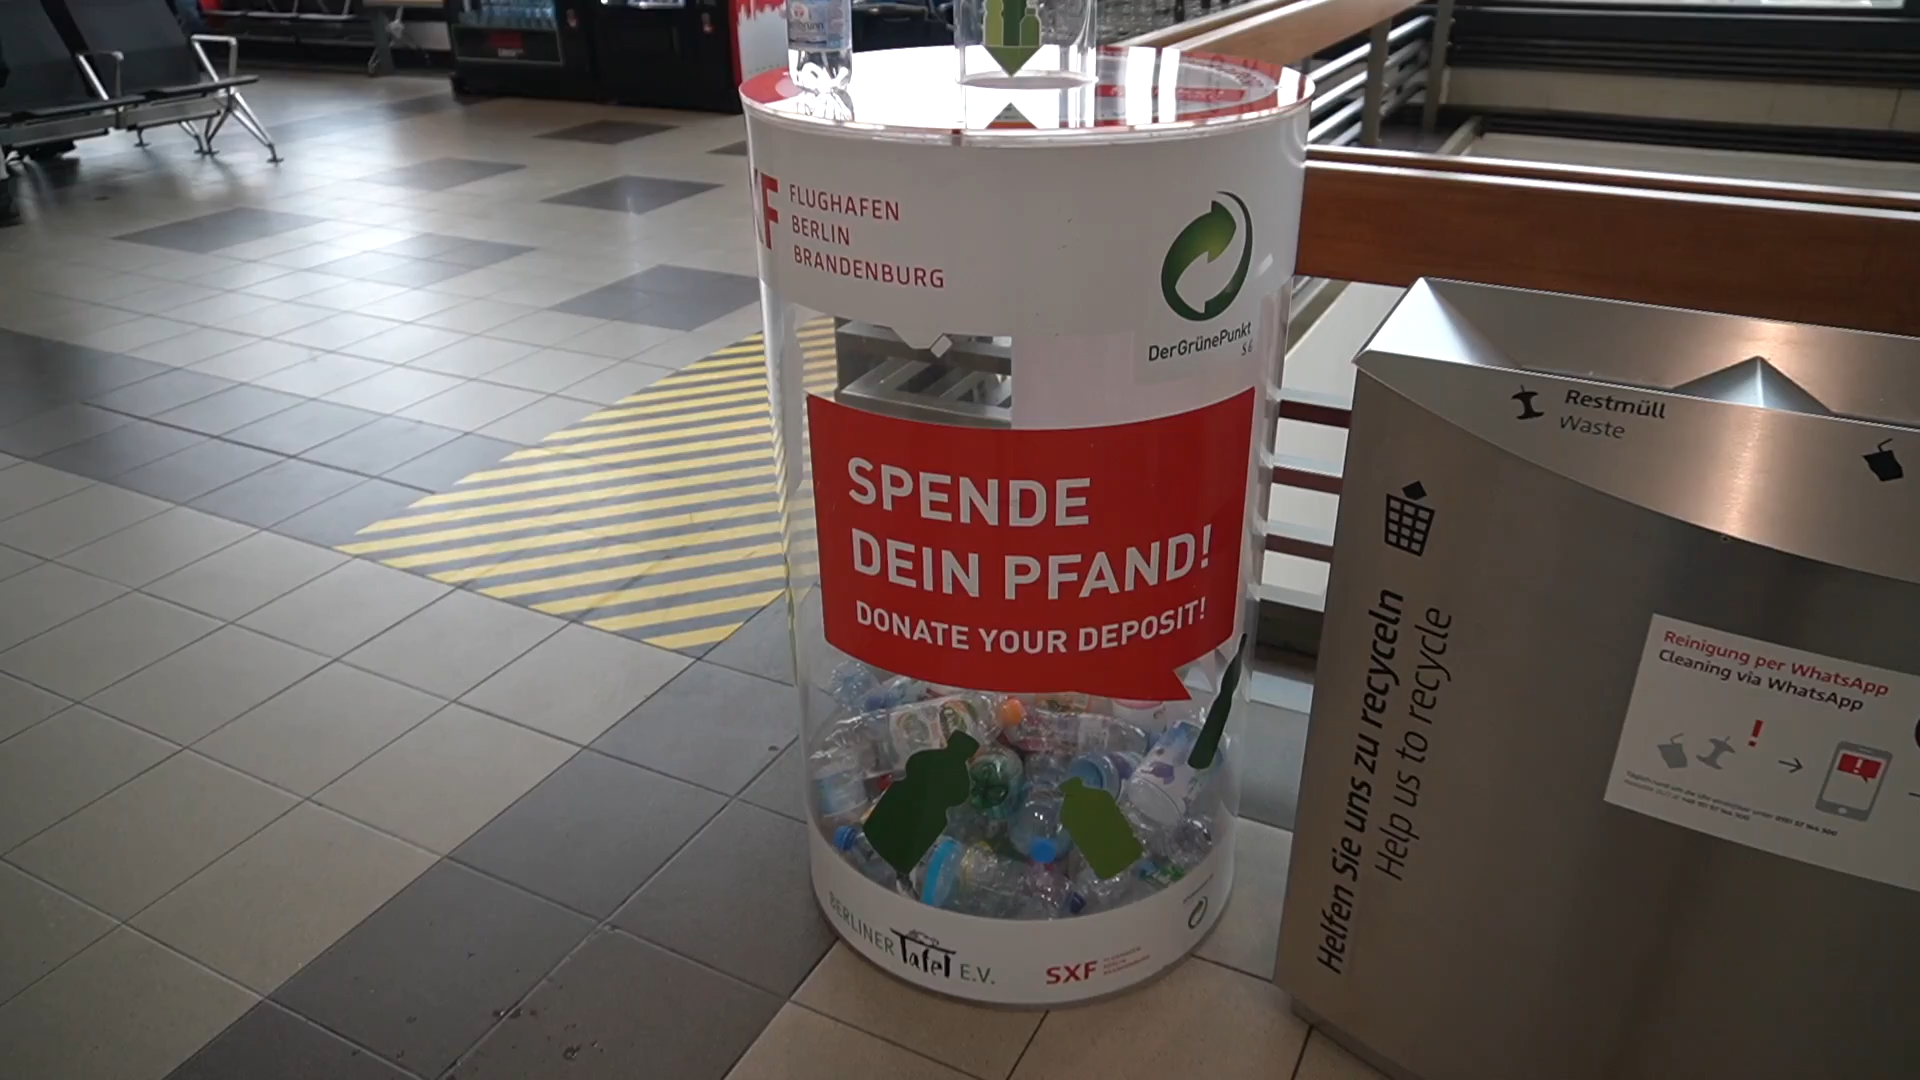 FLUGHAFEN
BERLIN
BRANDENBURG
DerGrünePunkt
SPENDE
DEIN PFAND!
DONATE YOUR DEPOSIT!
BERLINER Tafel E.V.
SXF
Restmüll
Waste
Helfen Sie uns zu recyceln
Help us to recycle
Reinigung per WhatsApp
Cleaning via WhatsApp